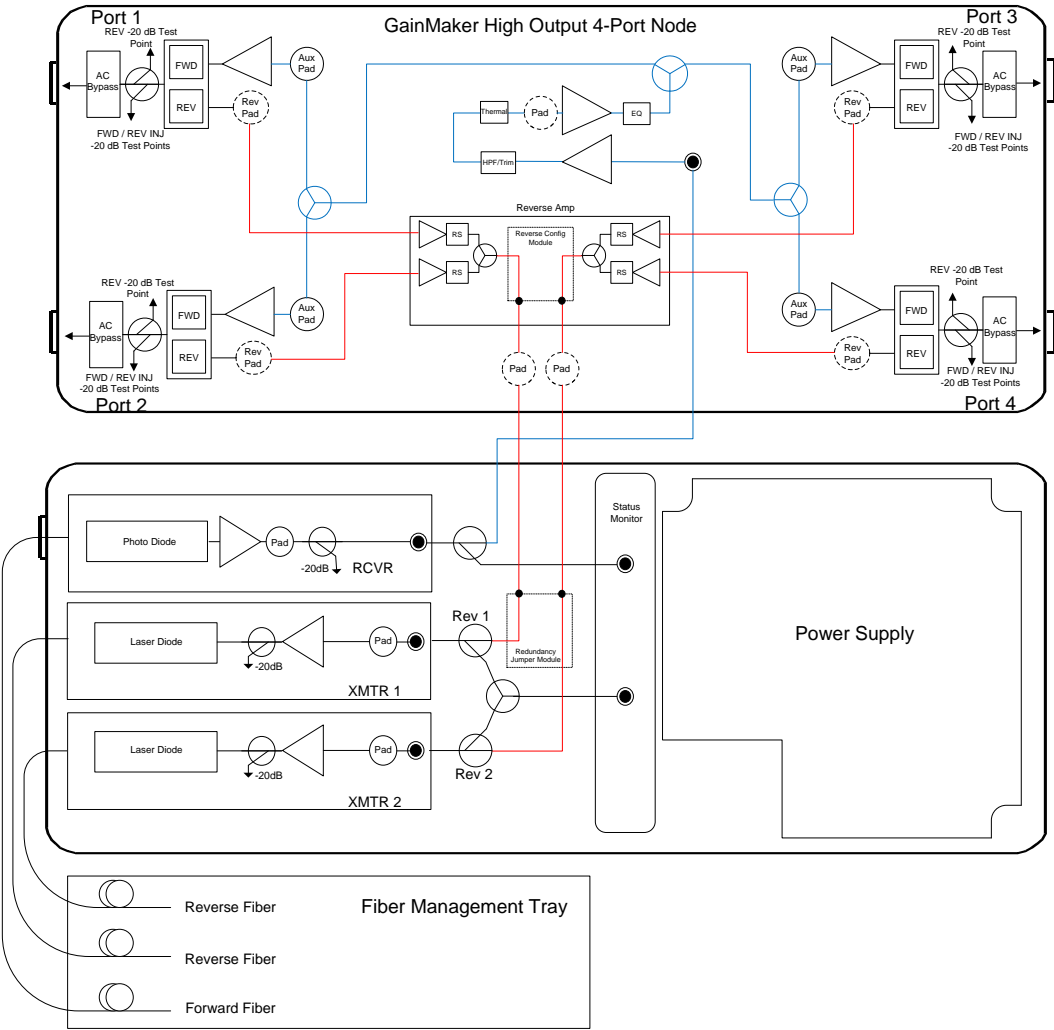 GainMaker High Output 4-Port Node
Port 1
REV -20 dB Test
Point
AC
Bypass
FWD
REV
Aux
Pad
Rev
Pad
FWD / REV INJ
-20 dB Test Points
Port 3
REV -20 dB Test
Point
Aux
Pad
FWD
REV
Rev
Pad
AC
Bypass
FWD / REV INJ
-20 dB Test Points
Thermal
Pad
EQ
HPF/Trim
Reverse Amp
RS
RS
Reverse Config
Module
RS
RS
REV -20 dB Test
Point
AC
Bypass
FWD
REV
Aux
Pad
Rev
Pad
FWD / REV INJ
-20 dB Test Points
Port 2
REV -20 dB Test
Point
Aux
Pad
FWD
REV
Rev
Pad
AC
Bypass
FWD / REV INJ
-20 dB Test Points
Port 4
Pad
Pad
Photo Diode
Pad
-20dB
RCVR
Status
Monitor
Power Supply
Laser Diode
-20dB
Pad
XMTR 1
Rev 1
Redundancy
Jumper Module
Laser Diode
-20dB
Pad
XMTR 2
Rev 2
Fiber Management Tray
Reverse Fiber
Reverse Fiber
Forward Fiber